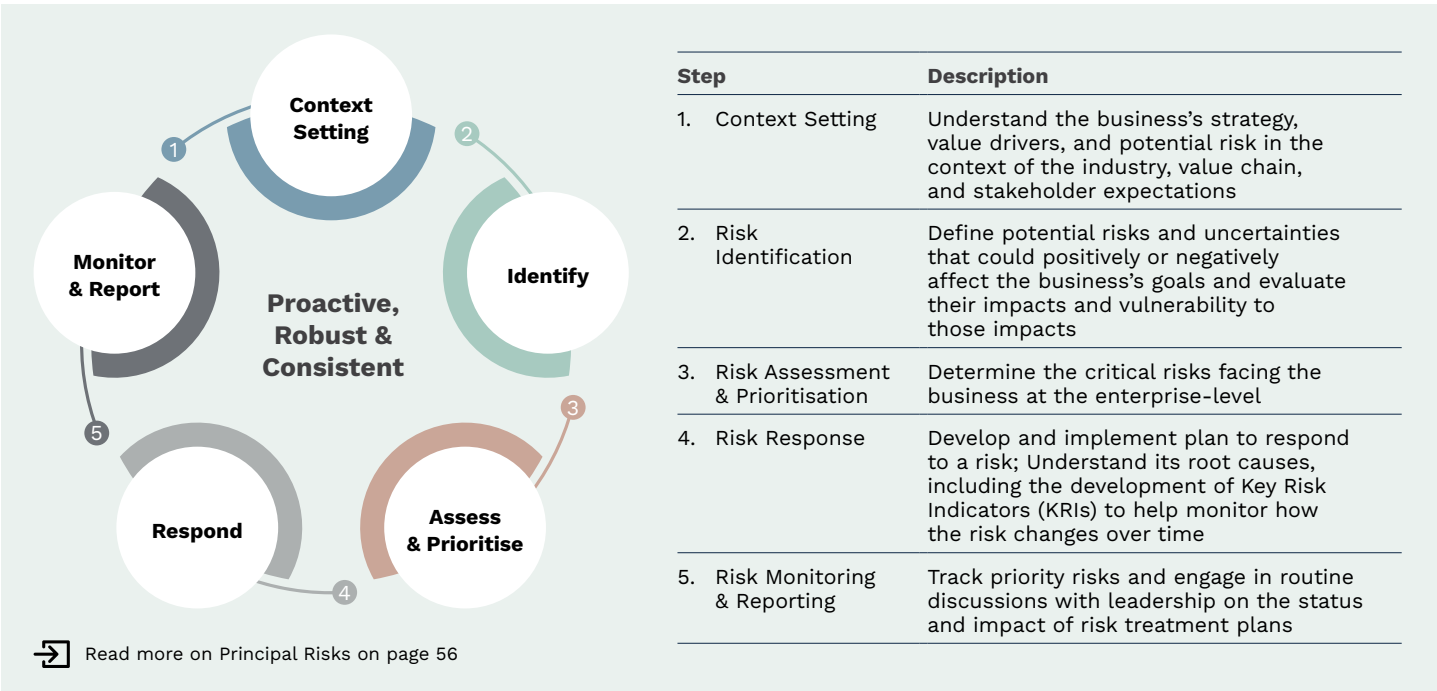 1
Context
Setting
2
Identify
3
Assess
& Prioritise
4
Respond
5
Monitor
& Report
Proactive,
Robust &
Consistent
Read more on Principal Risks on page 56
Step Description
1. Context Setting Understand the business’s strategy,
value drivers, and potential risk in the
context of the industry, value chain,
and stakeholder expectations
2. Risk Define potential risks and uncertainties
Identification that could positively or negatively
affect the business’s goals and evaluate
their impacts and vulnerability to
those impacts
3. Risk Assessment Determine the critical risks facing the
& Prioritisation business at the enterprise-level
4. Risk Response Develop and implement plan to respond
to a risk; Understand its root causes,
including the development of Key Risk
Indicators (KRIs) to help monitor how
the risk changes over time
5. Risk Monitoring Track priority risks and engage in routine
& Reporting discussions with leadership on the status
and impact of risk treatment plans